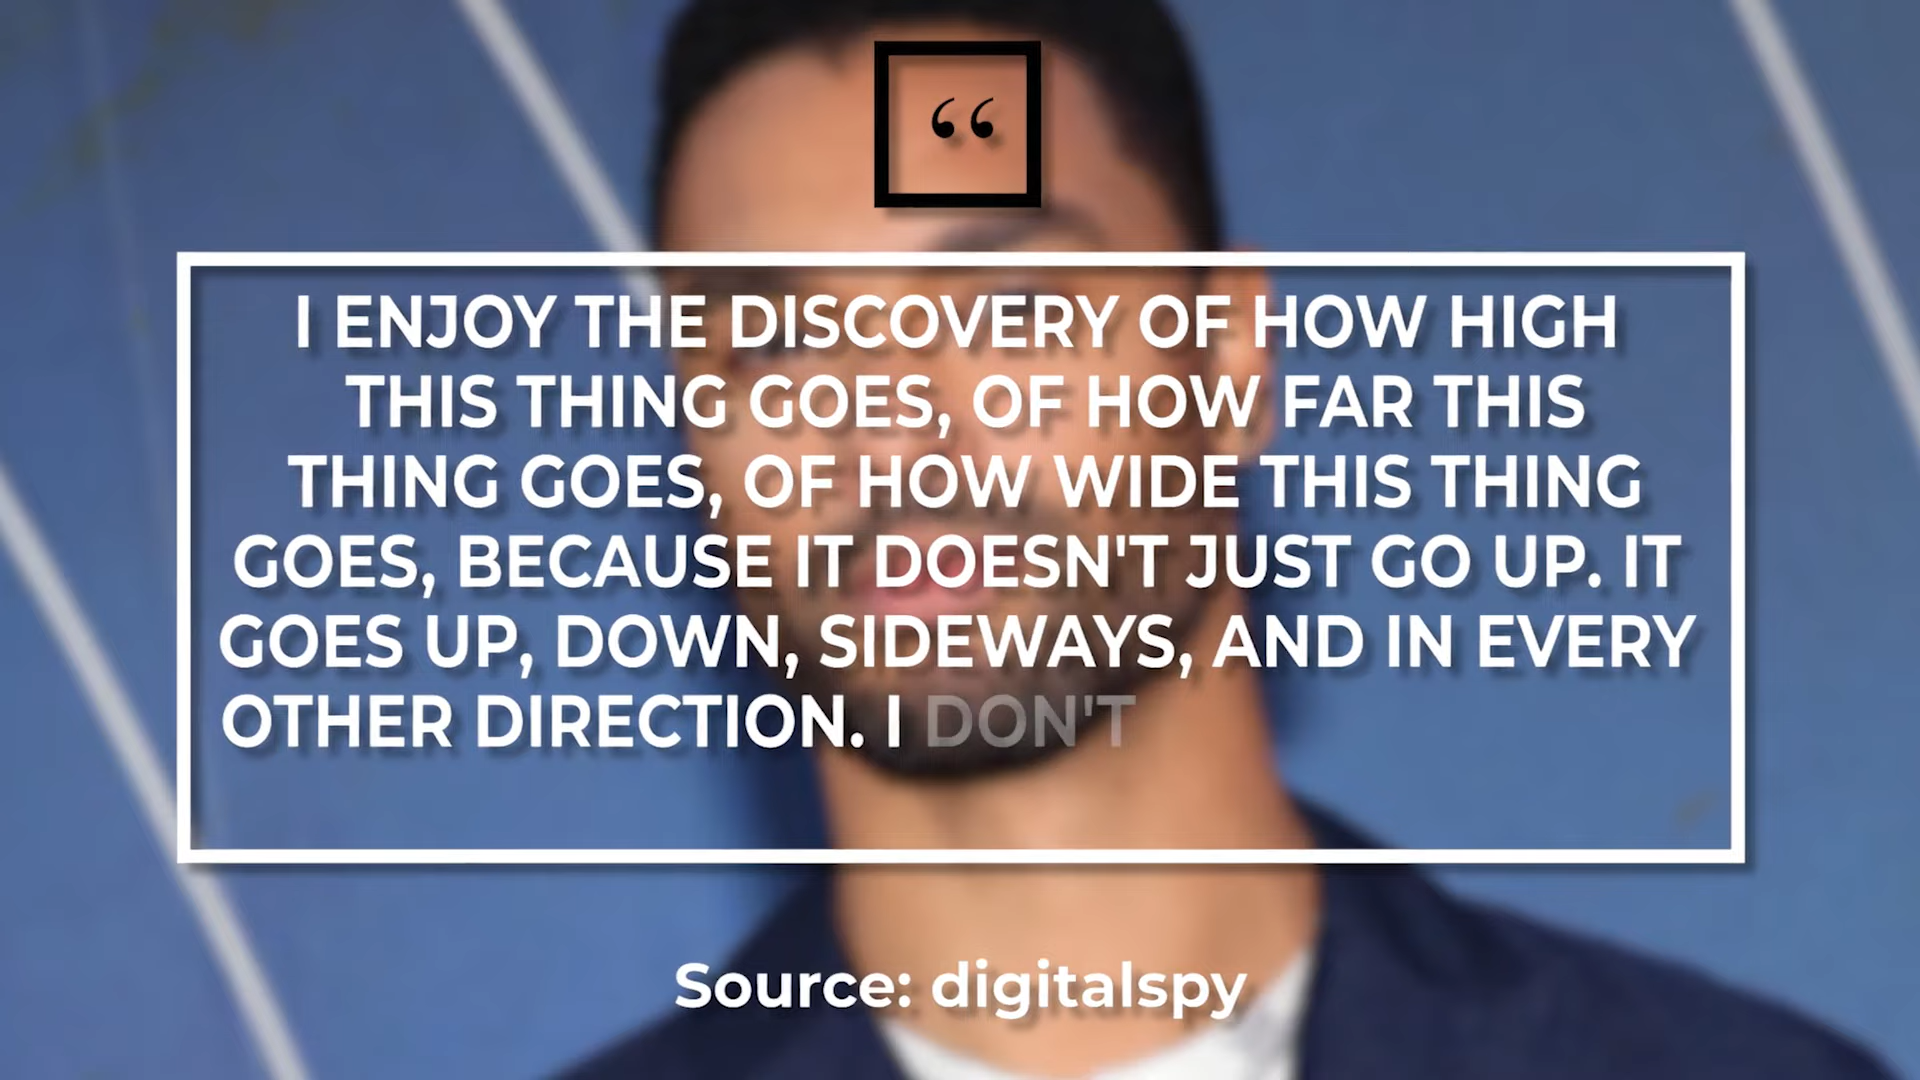 “
I ENJOY THE DISCOVERY OF HOW HIGH
THIS THING GOES, OF HOW FAR THIS
THING GOES, OF HOW WIDE THIS THING
GOES, BECAUSE IT DOESN'T JUST GO UP. IT
GOES UP, DOWN, SIDEWAYS, AND IN EVERY
OTHER DIRECTION. I DON'T
Source: digitalspy